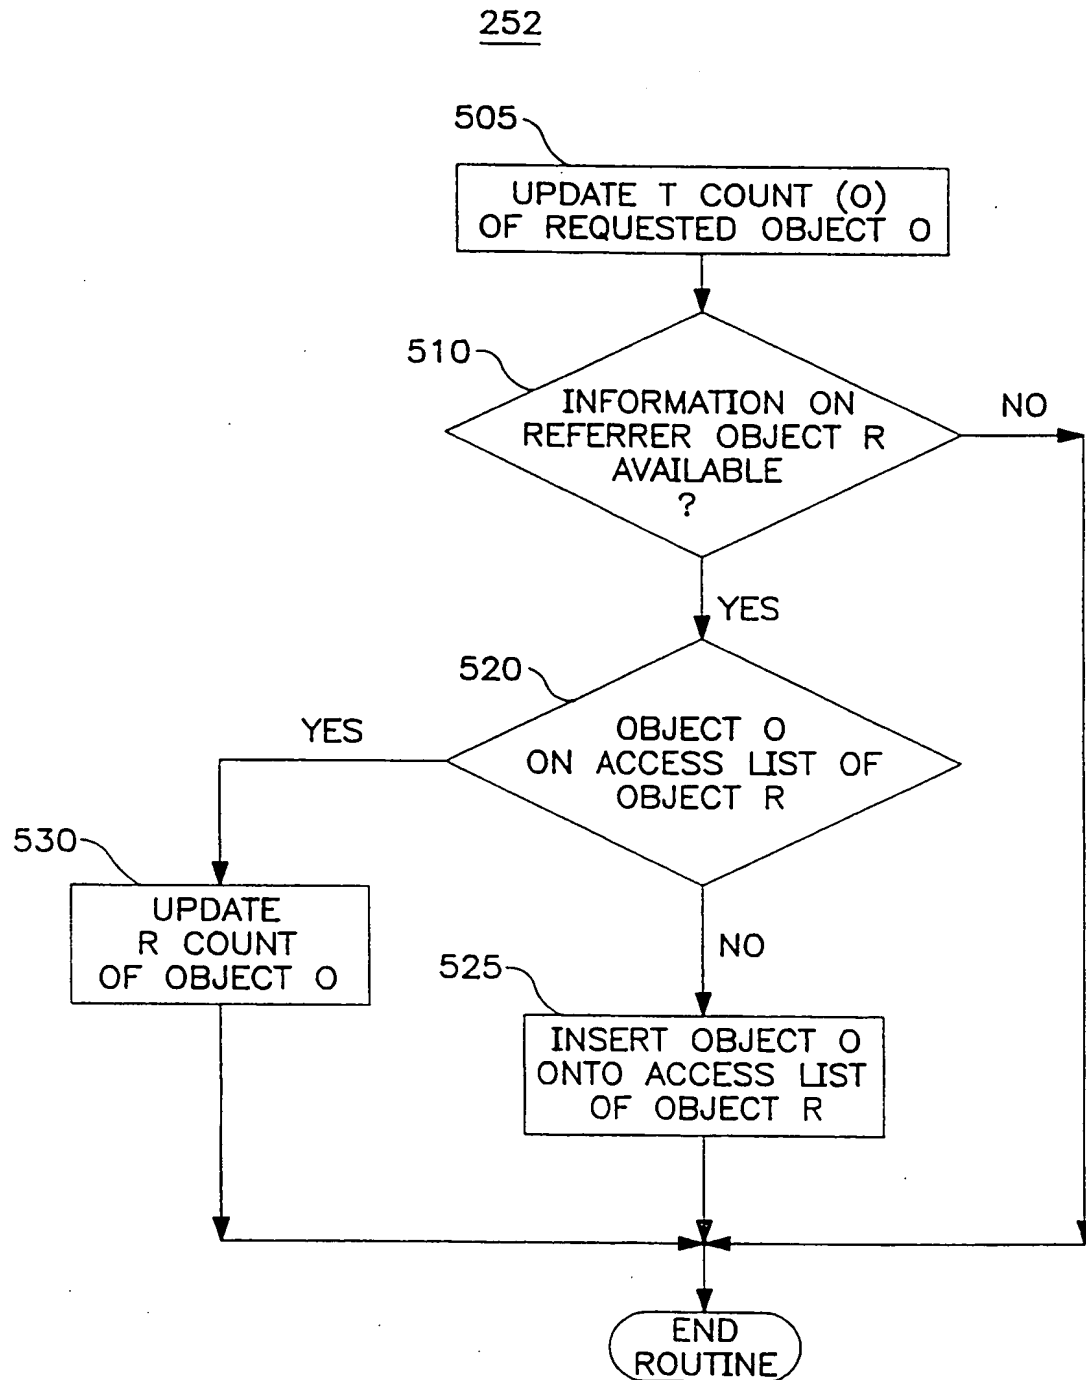 252
505
UPDATE T COUNT (O)
OF REQUESTED OBJECT O
510
INFORMATION ON
REFERRER OBJECT R
AVAILABLE
?
NO
YES
520
OBJECT O
ON ACCESS LIST OF
OBJECT R
YES
530
UPDATE
R COUNT
OF OBJECT O
NO
525
INSERT OBJECT O
ONTO ACCESS LIST
OF OBJECT R
END
ROUTINE